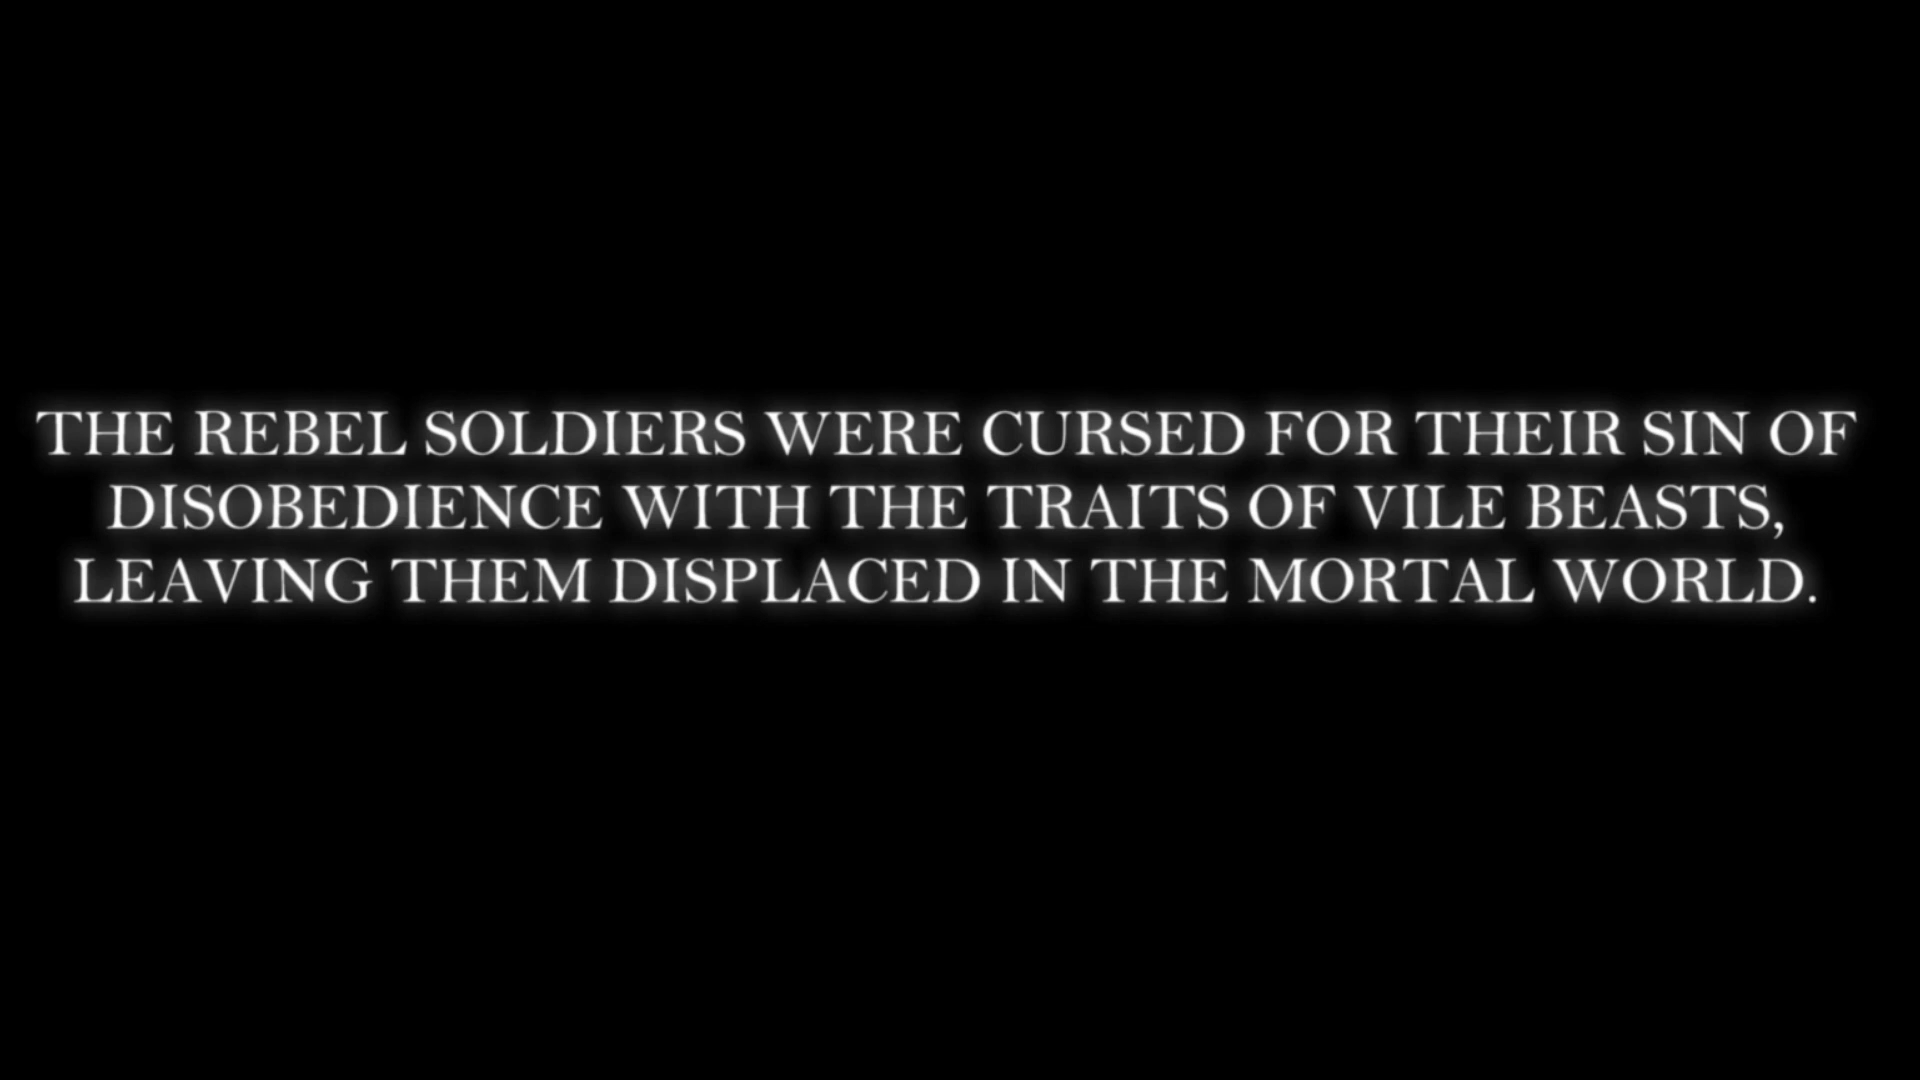 THE REBEL SOLDIERS WERE CURSED FOR THEIR SIN OF
DISOBEDIENCE WITH THE TRAITS OF VILE BEASTS,
LEAVING THEM DISPLACED IN THE MORTAL WORLD.